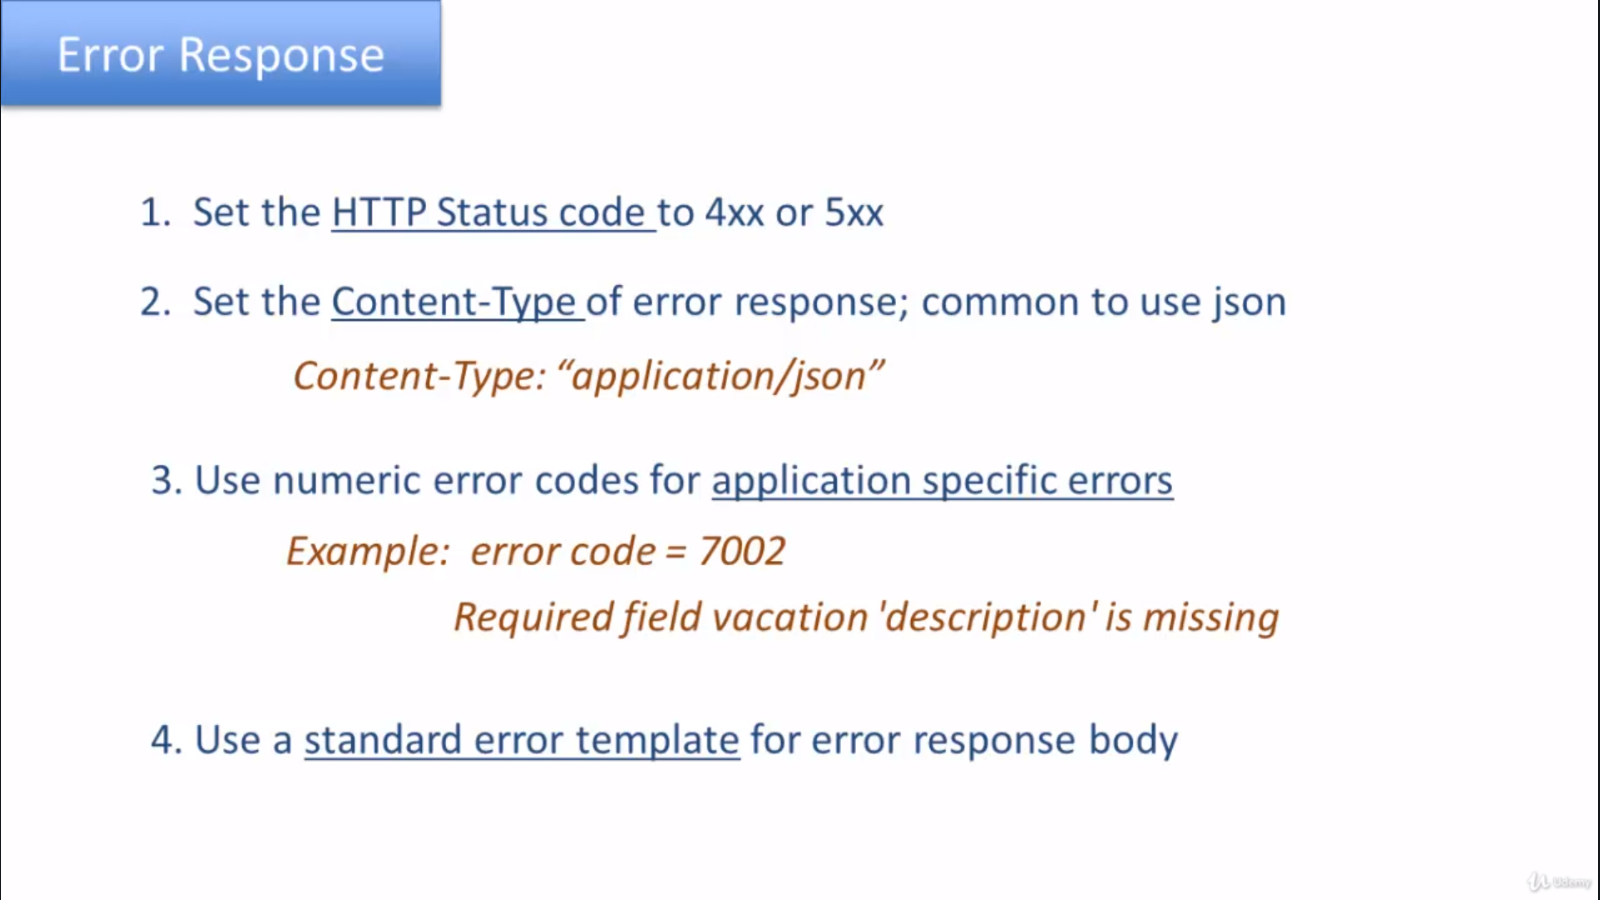 Error Response
1. Set the HTTP Status code to 4xx or 5xx
2. Set the Content-Type of error response; common to use json
Content-Type: “application/json”
3. Use numeric error codes for application specific errors
Example: error code = 7002
Required field vacation 'description' is missing
4. Use a standard error template for error response body
Udemy